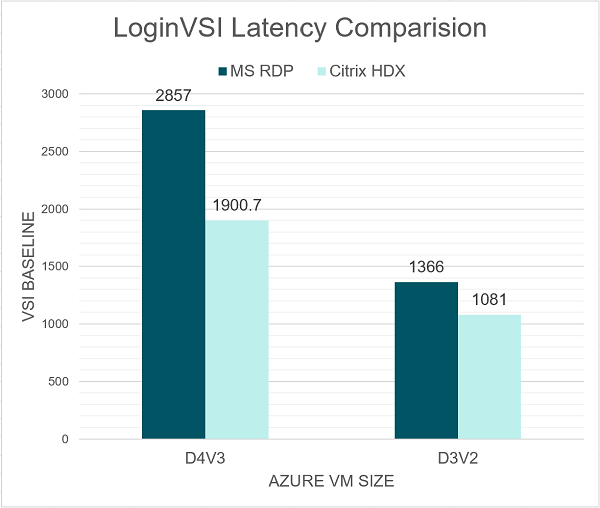 LoginVSI Latency Comparision
MS RDP Citrix HDX
3000
2857
2500
2000
1900.7
1500
1366
1081
1000
500
0
VSI BASELINE
D4V3 D3V2
AZURE VM SIZE